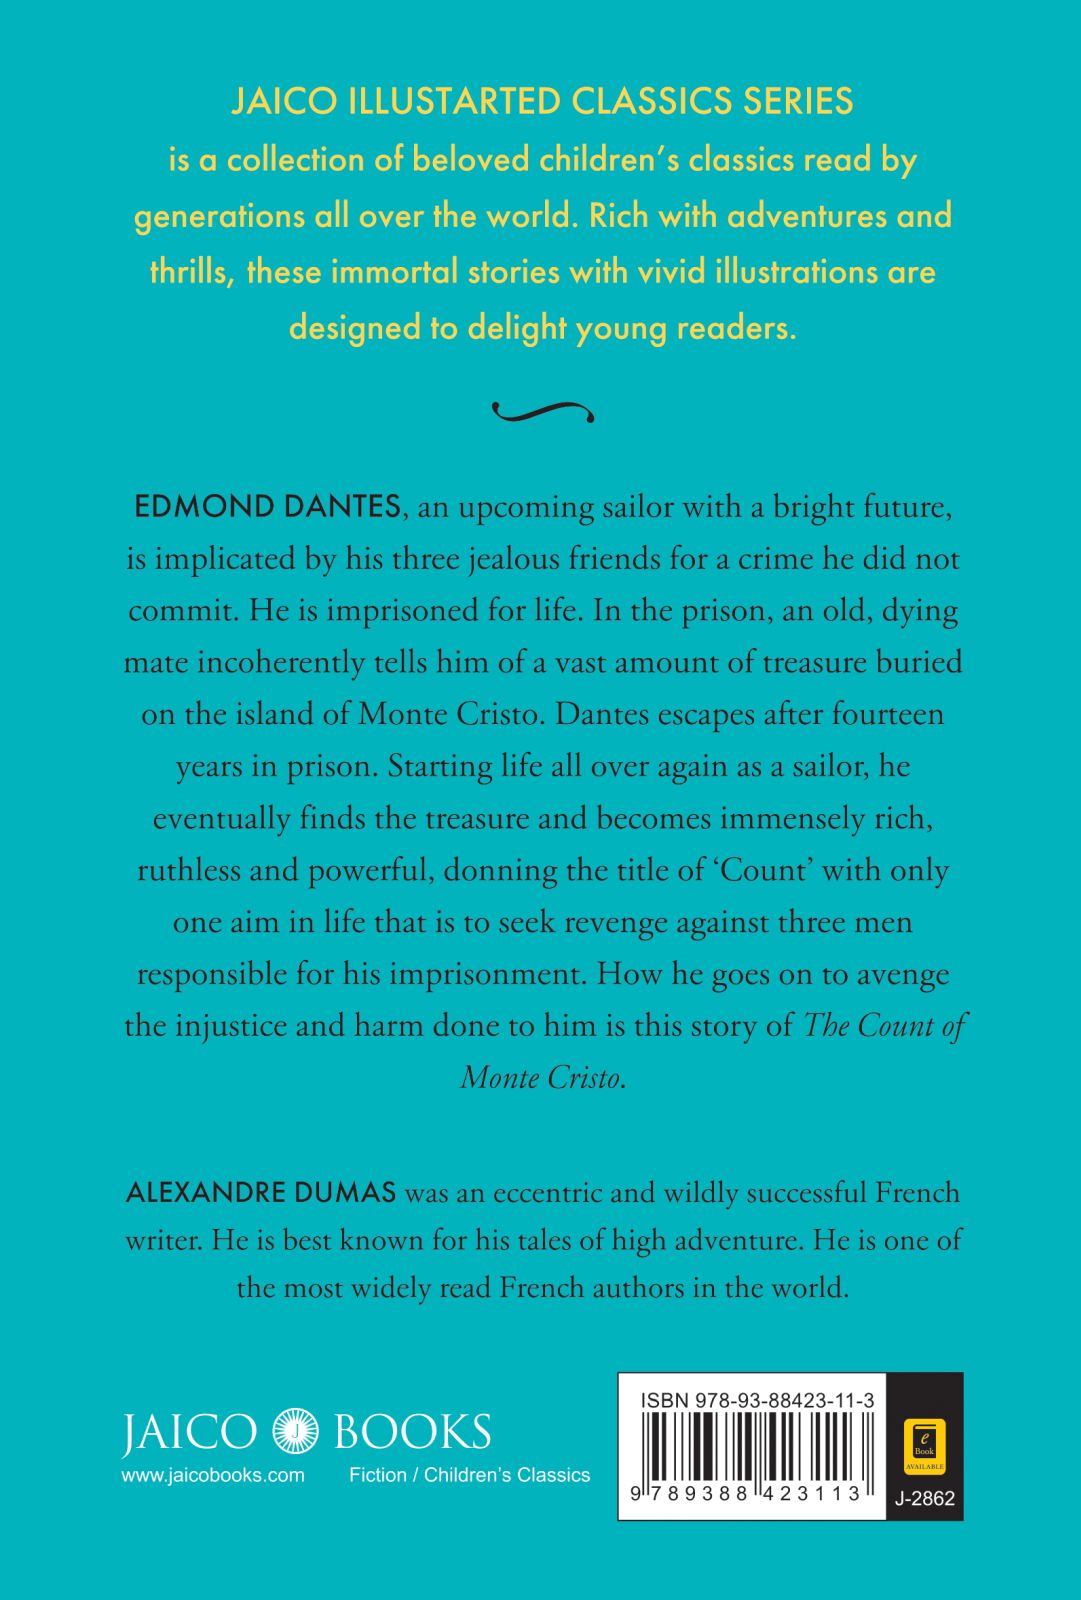 JAICO ILLUSTARTED CLASSICS SERIES
is a collection of beloved children’s classics read by
generations all over the world. Rich with adventures and
thrills, these immortal stories with vivid illustrations are
designed to delight young readers.
EDMOND DANTES, an upcoming sailor with a bright future,
is implicated by his three jealous friends for a crime he did not
commit. He is imprisoned for life. In the prison, an old, dying
mate incoherently tells him of a vast amount of treasure buried
on the island of Monte Cristo. Dantes escapes after fourteen
years in prison. Starting life all over again as a sailor, he
eventually finds the treasure and becomes immensely rich,
ruthless and powerful, donning the title of ‘Count’ with only
one aim in life that is to seek revenge against three men
responsible for his imprisonment. How he goes on to avenge
the injustice and harm done to him is this story of The Count of
Monte Cristo.
ALEXANDRE DUMAS was an eccentric and wildly successful French
writer. He is best known for his tales of high adventure. He is one of
the most widely read French authors in the world.
JAICO J BOOKS
www.jaicobooks.com Fiction / Children’s Classics
ISBN 978-93-88423-11-3
9 789388 423113
e
Book
AVAILABLE
J-2862